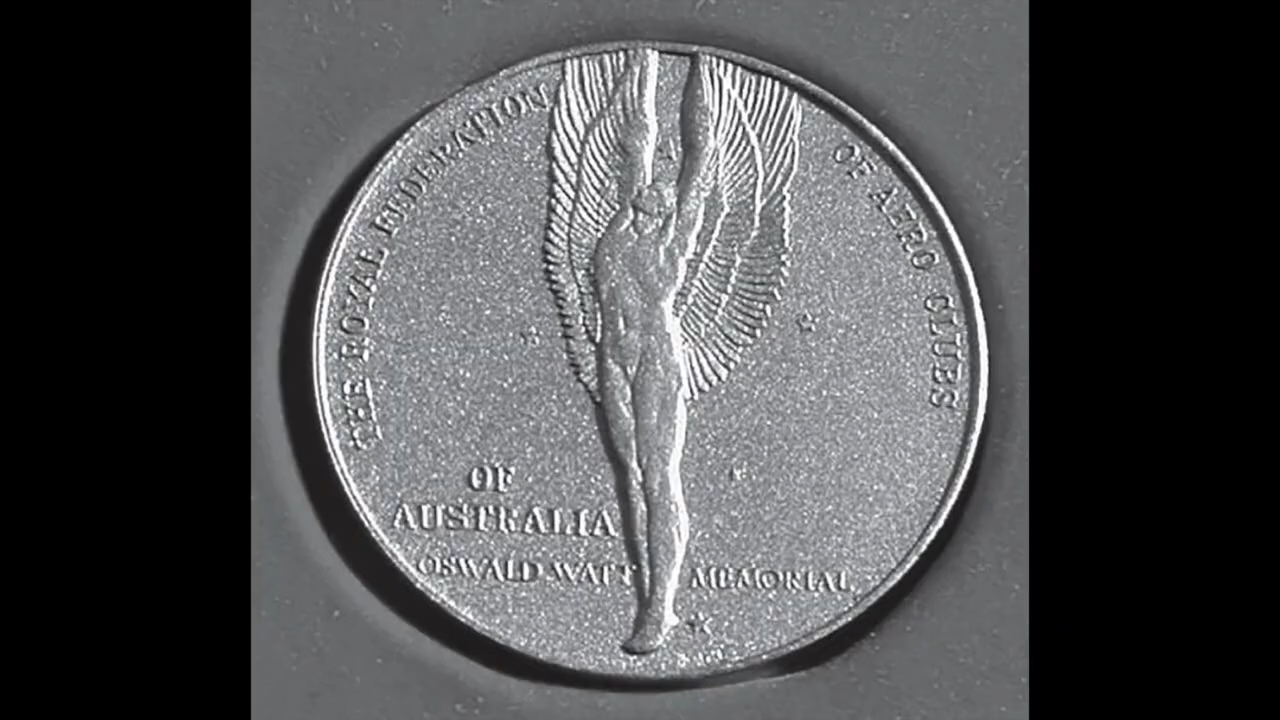 THE ROYAL FEDERATION
OF AERO CLUBS
OF
AUSTRALIA
OSWALD WATT MEMORIAL